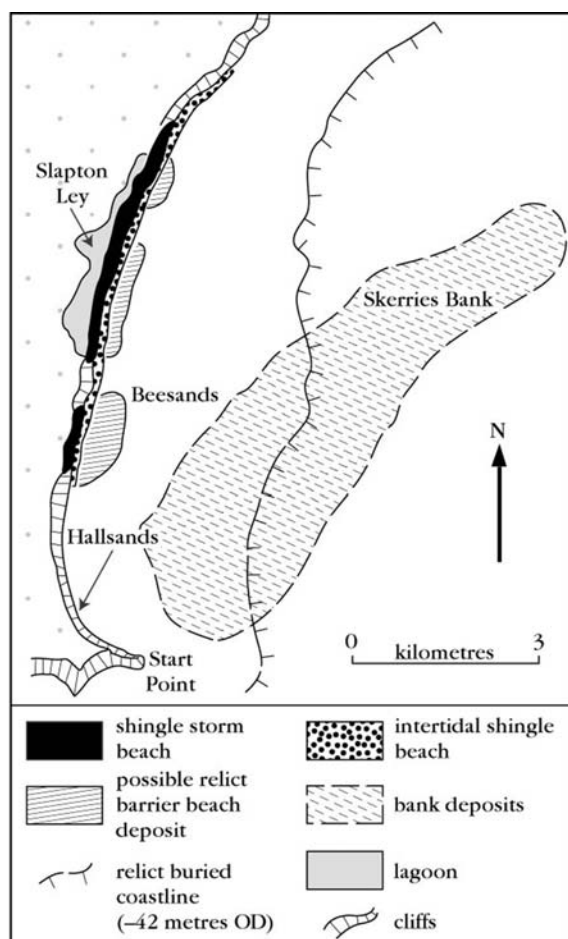 Slapton
Ley
Skerries Bank
Beesands
N
Hallsands
Start
Point
0
3
kilometres
shingle storm
beach
intertidal shingle
beach
possible relict
barrier beach
deposit
bank deposits
relict buried
coastline
(–42 metres OD)
lagoon
cliffs